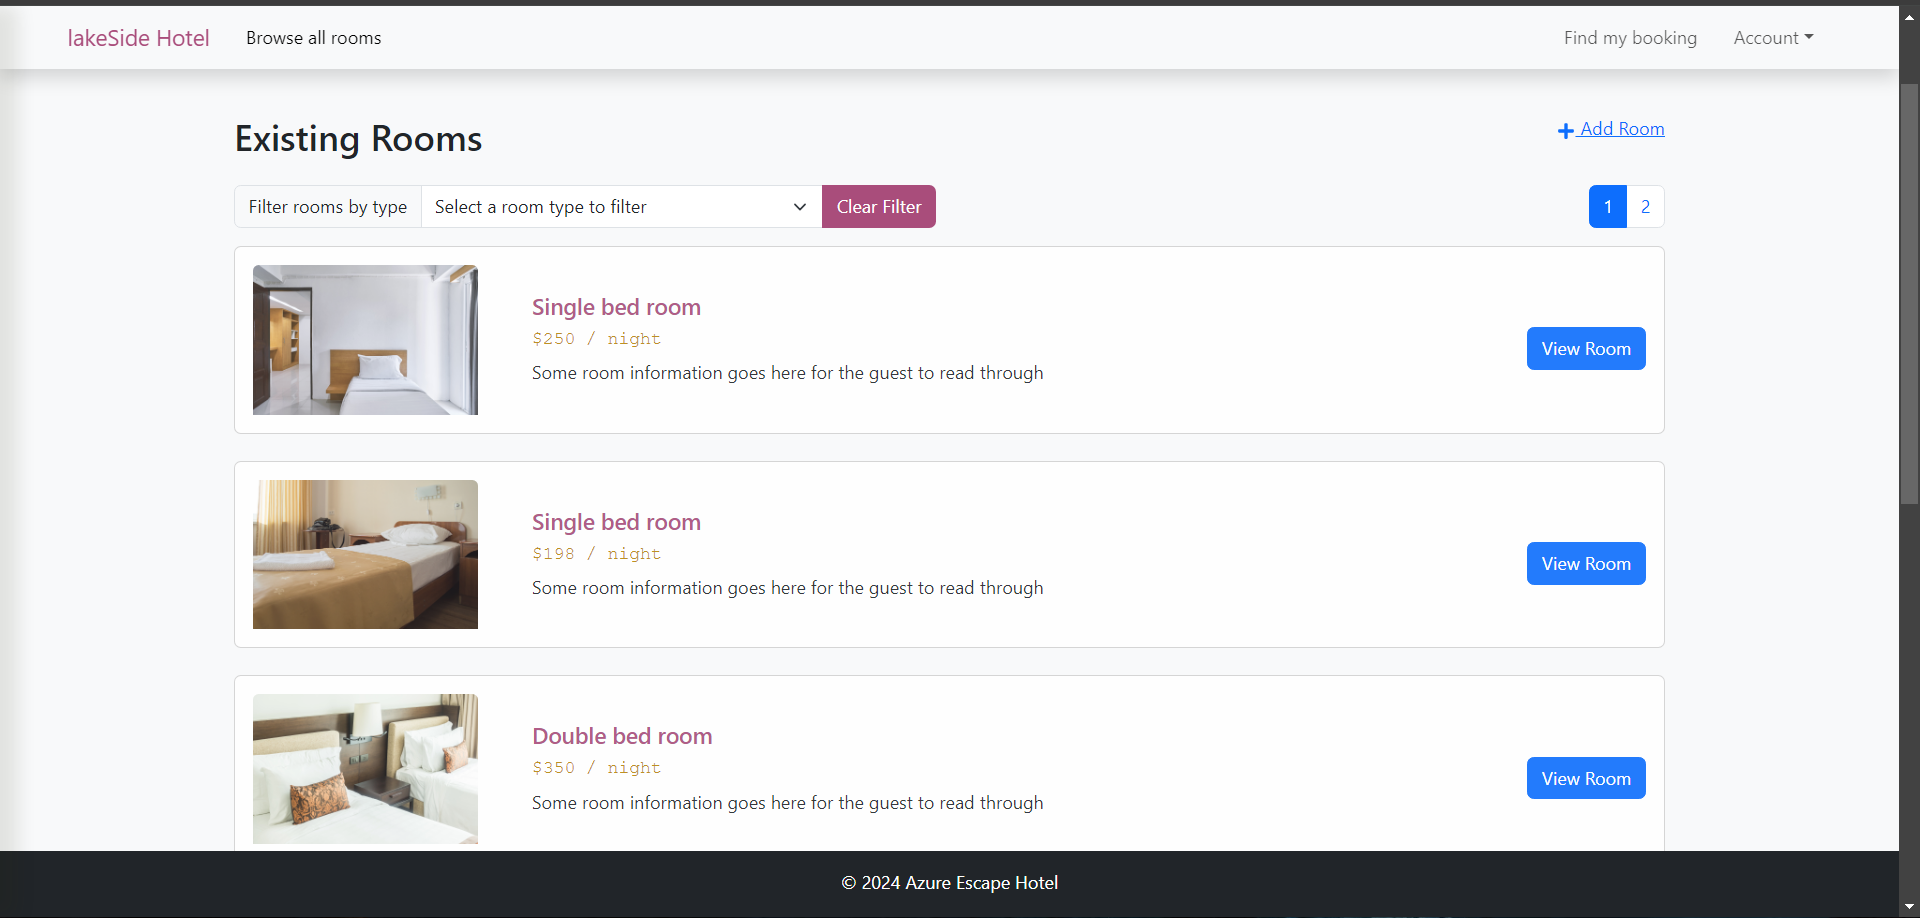 lakeSide Hotel Browse all rooms Find my booking Account
Existing Rooms Add Room
Filter rooms by type Select a room type to filter Clear Filter 1 2
Single bed room
$250 / night
Some room information goes here for the guest to read through
View Room
Single bed room
$198 / night
Some room information goes here for the guest to read through
View Room
Double bed room
$350 / night
Some room information goes here for the guest to read through
View Room
© 2024 Azure Escape Hotel